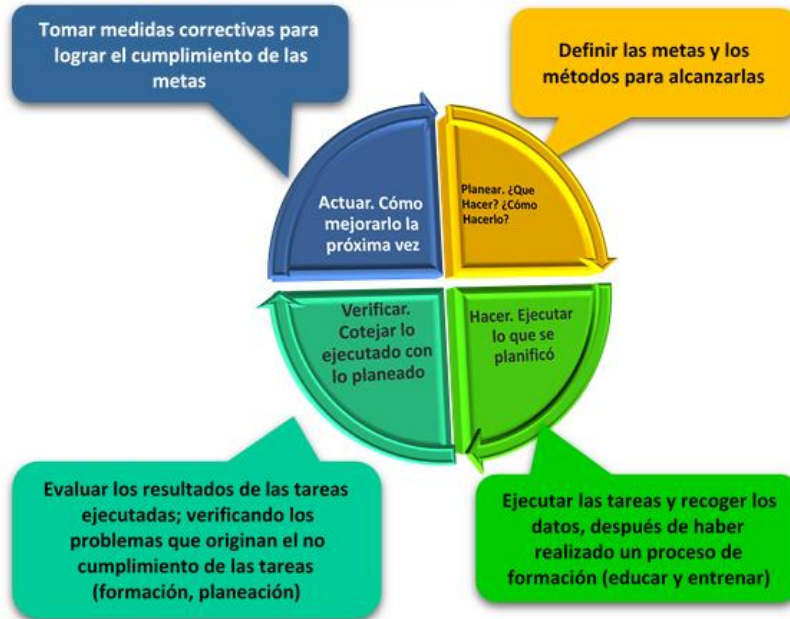 Tomar medidas correctivas para
lograr el cumplimiento de las
metas
Definir las metas y los
métodos para alcanzarlas
Actuar. Cómo
mejorarlo la
próxima vez
Planear. ¿Que
Hacer? ¿Cómo
Hacerlo?
Verificar.
Cotejar lo
ejecutado con
lo planeado
Hacer. Ejecutar
lo que se
planificó
Evaluar los resultados de las tareas
ejecutadas; verificando los
problemas que originan el no
cumplimiento de las tareas
(formación, planeación)
Ejecutar las tareas y recoger los
datos, después de haber
realizado un proceso de
formación (educar y entrenar)